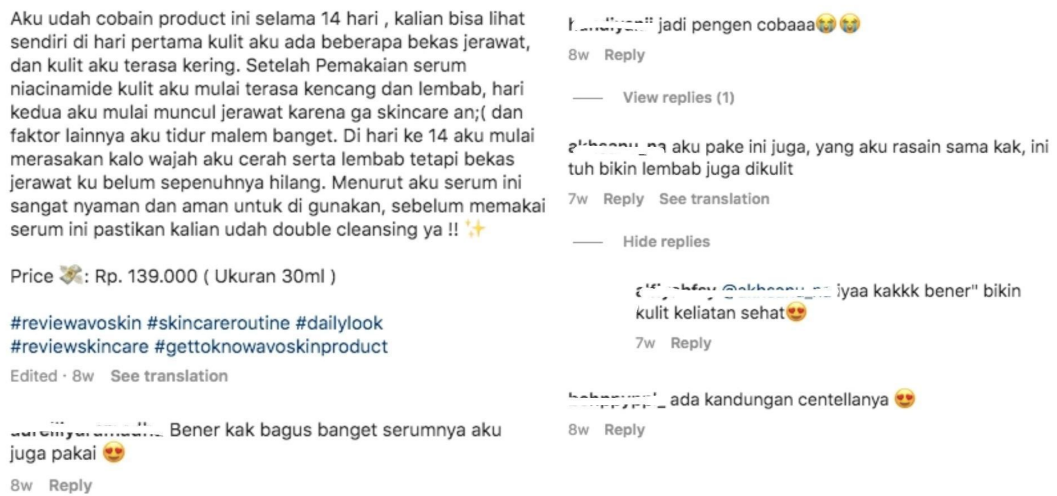 Aku udah cobain product ini selama 14 hari , kalian bisa lihat
sendiri di hari pertama kulit aku ada beberapa bekas jerawat,
dan kulit aku terasa kering. Setelah Pemakaian serum
niacinamide kulit aku mulai terasa kencang dan lembab, hari
kedua aku mulai muncul jerawat karena ga skincare an;( dan
faktor lainnya aku tidur malem banget. Di hari ke 14 aku mulai
merasakan kalo wajah aku cerah serta lembab tetapi bekas
jerawat ku belum sepenuhnya hilang. Menurut aku serum ini
sangat nyaman dan aman untuk di gunakan, sebelum memakai
serum ini pastikan kalian udah double cleansing ya !! ✨
Price 💸: Rp. 139.000 ( Ukuran 30ml )
#reviewavoskin #skincareroutine #dailylook
#reviewskincare #gettoknowavoskinproduct
Edited · 8w See translation
Bener kak bagus banget serumnya aku
juga pakai 😍
8w Reply
jadi pengen cobaaa😭😭
8w Reply
View replies (1)
aku pake ini juga, yang aku rasain sama kak, ini
tuh bikin lembab juga dikulit
7w Reply See translation
Hide replies
iyaa kakkk bener" bikin
kulit keliatan sehat😍
7w Reply
ada kandungan centellanya 😍
8w Reply